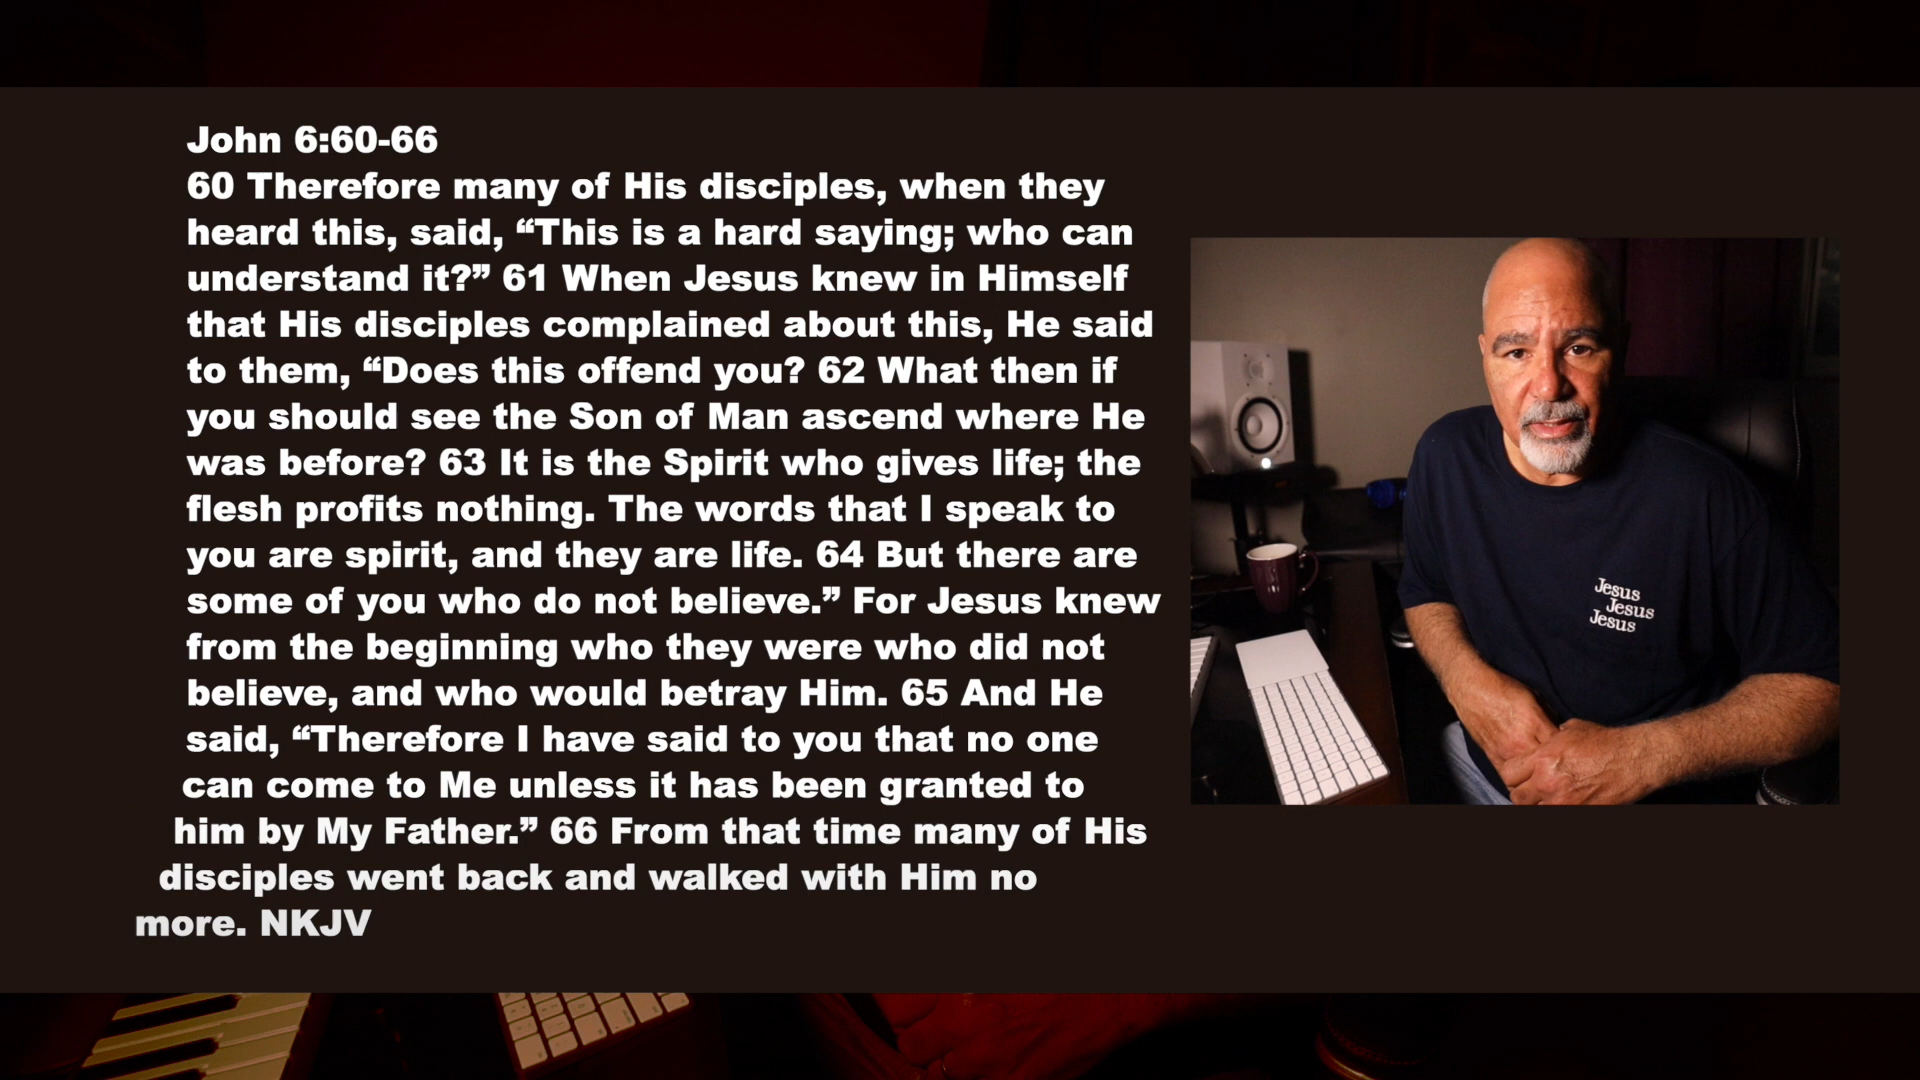 John 6:60-66
60 Therefore many of His disciples, when they
heard this, said, “This is a hard saying; who can
understand it?” 61 When Jesus knew in Himself
that His disciples complained about this, He said
to them, “Does this offend you? 62 What then if
you should see the Son of Man ascend where He
was before? 63 It is the Spirit who gives life; the
flesh profits nothing. The words that I speak to
you are spirit, and they are life. 64 But there are
some of you who do not believe.” For Jesus knew
from the beginning who they were who did not
believe, and who would betray Him. 65 And He
said, “Therefore I have said to you that no one
can come to Me unless it has been granted to
him by My Father.” 66 From that time many of His
disciples went back and walked with Him no
more. NKJV
Jesus
Jesus
Jesus